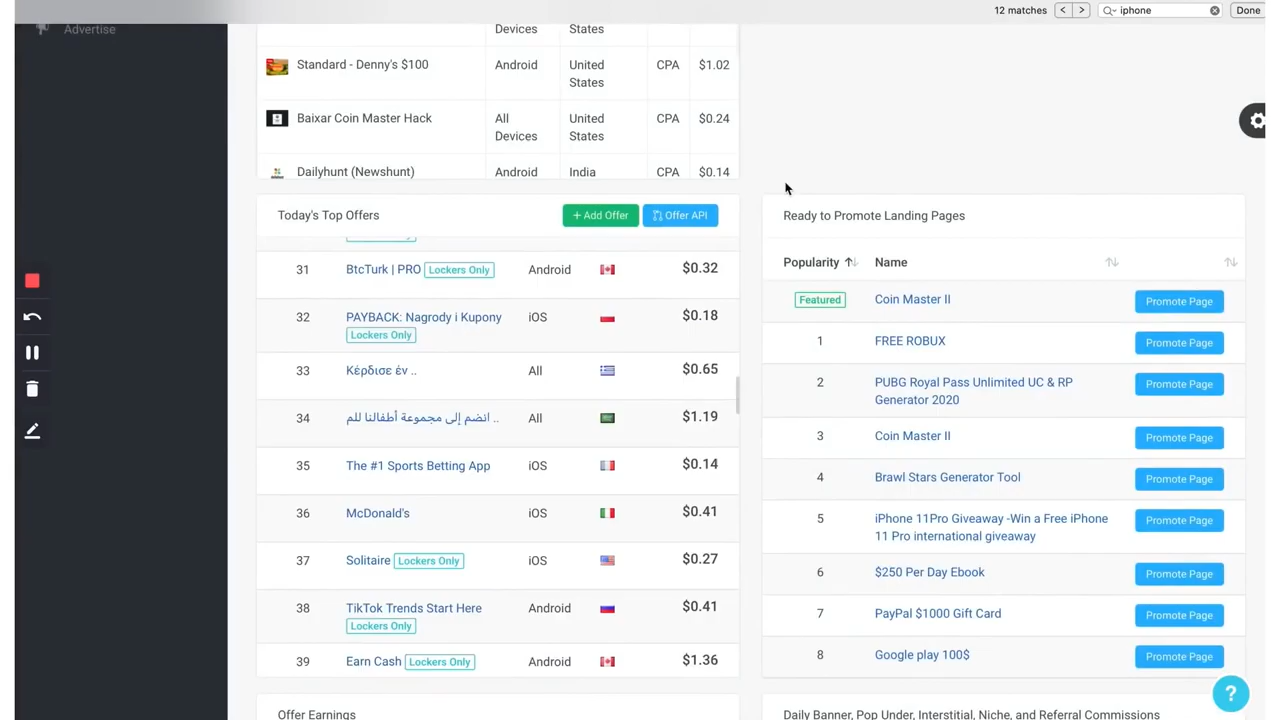 12 matches
iphone
Done
Advertise
Devices
States
Standard - Denny's $100
Android
United
States
CPA
$1.02
Baixar Coin Master Hack
All
Devices
United
States
CPA
$0.24
Dailyhunt (Newshunt)
Android
India
CPA
$0.14
Today's Top Offers
+ Add Offer
Offer API
31
BtcTurk | PRO
Lockers Only
Android
$0.32
32
PAYBACK: Nagrody i Kupony
Lockers Only
iOS
$0.18
33
Κέρδισε έν ..
All
$0.65
34
انضم إلى مجموعة أطفالنا للم ..
All
$1.19
35
The #1 Sports Betting App
iOS
$0.14
36
McDonald's
iOS
$0.41
37
Solitaire
Lockers Only
iOS
$0.27
38
TikTok Trends Start Here
Lockers Only
Android
$0.41
39
Earn Cash
Lockers Only
Android
$1.36
Offer Earnings
Ready to Promote Landing Pages
Popularity
Name
Featured
Coin Master II
Promote Page
1
FREE ROBUX
Promote Page
2
PUBG Royal Pass Unlimited UC & RP
Generator 2020
Promote Page
3
Coin Master II
Promote Page
4
Brawl Stars Generator Tool
Promote Page
5
iPhone 11Pro Giveaway -Win a Free iPhone
11 Pro international giveaway
Promote Page
6
$250 Per Day Ebook
Promote Page
7
PayPal $1000 Gift Card
Promote Page
8
Google play 100$
Promote Page
?
Daily Banner, Pop Under, Interstitial, Niche, and Referral Commissions